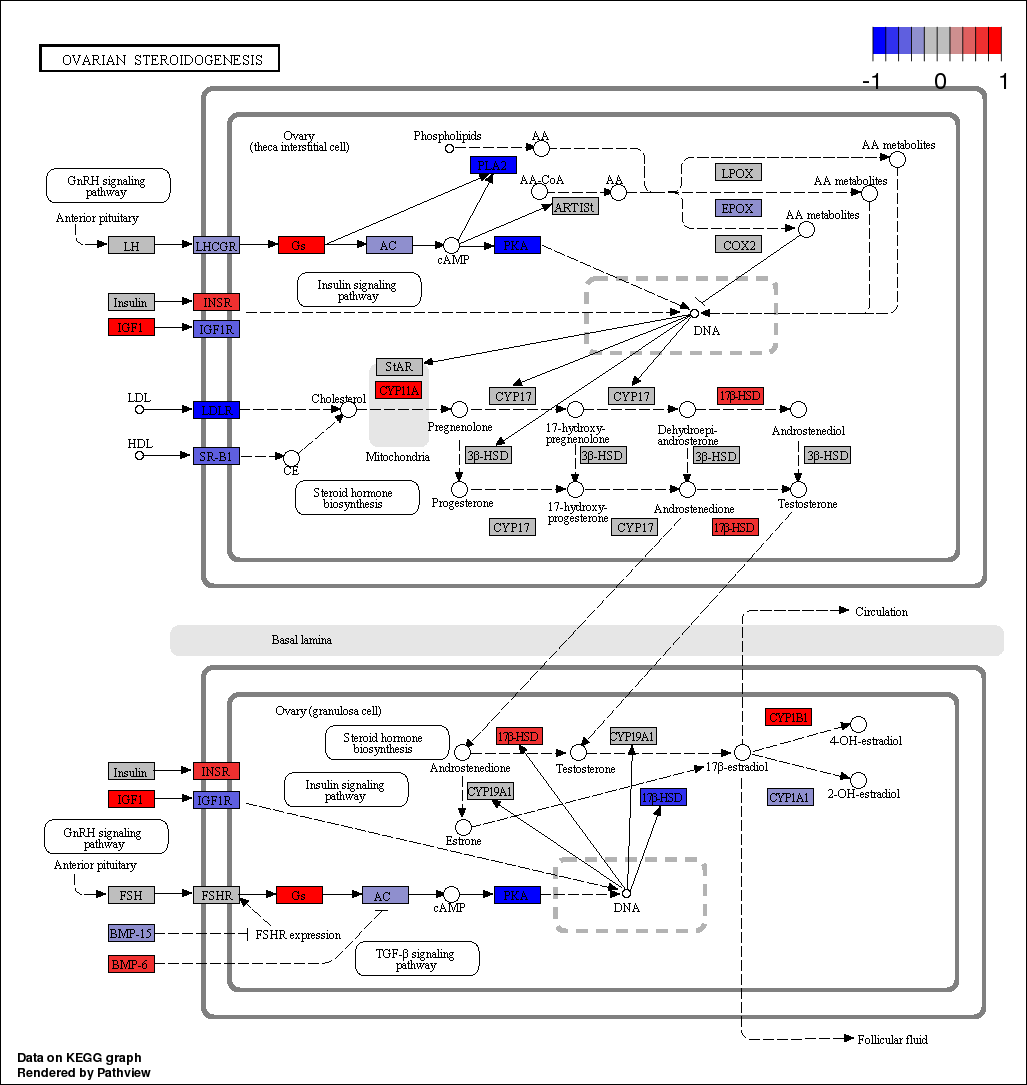 OVARIAN STEROIDOGENESIS
-1 0 1
Ovary
(theca interstitial cell)
Phospholipids
AA
AA metabolites
PLA2
LPOX
GnRH signaling
pathway
AA-CoA
AA
AA metabolites
ARTISt
EPOX
Anterior pituitary
AA metabolites
LH
LHCGR
Gs
AC
cAMP
PKA
COX2
Insulin signaling
pathway
Insulin
INSR
IGF1
IGF1R
DNA
StAR
CYP11A
CYP17
CYP17
17β-HSD
LDL
LDLR
Cholesterol
Pregnenolone
17-hydroxy-
pregnenolone
Dehydroepi-
androsterone
Androstenediol
HDL
SR-B1
CE
Mitochondria
3β-HSD
3β-HSD
3β-HSD
3β-HSD
Steroid hormone
biosynthesis
Progesterone
17-hydroxy-
progesterone
Androstenedione
Testosterone
CYP17
CYP17
17β-HSD
Circulation
Basal lamina
Ovary (granulosa cell)
Steroid hormone
biosynthesis
17β-HSD
CYP19A1
CYP1B1
4-OH-estradiol
Androstenedione
Testosterone
17β-estradiol
Insulin
INSR
IGF1
IGF1R
Insulin signaling
pathway
CYP19A1
17β-HSD
CYP1A1
2-OH-estradiol
GnRH signaling
pathway
Estrone
Anterior pituitary
FSH
FSHR
Gs
AC
cAMP
PKA
DNA
BMP-15
FSHR expression
BMP-6
TGF-β signaling
pathway
Follicular fluid
Data on KEGG graph
Rendered by Pathview